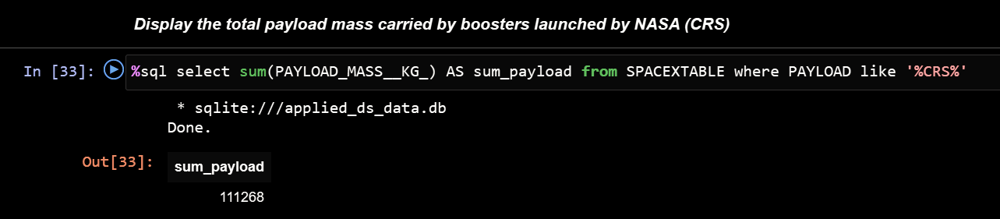 Display the total payload mass carried by boosters launched by NASA (CRS)
In [33]: %sql select sum(PAYLOAD_MASS__KG_) AS sum_payload from SPACEXTABLE where PAYLOAD like '%CRS%'
* sqlite:///applied_ds_data.db
Done.
Out[33]: sum_payload
111268